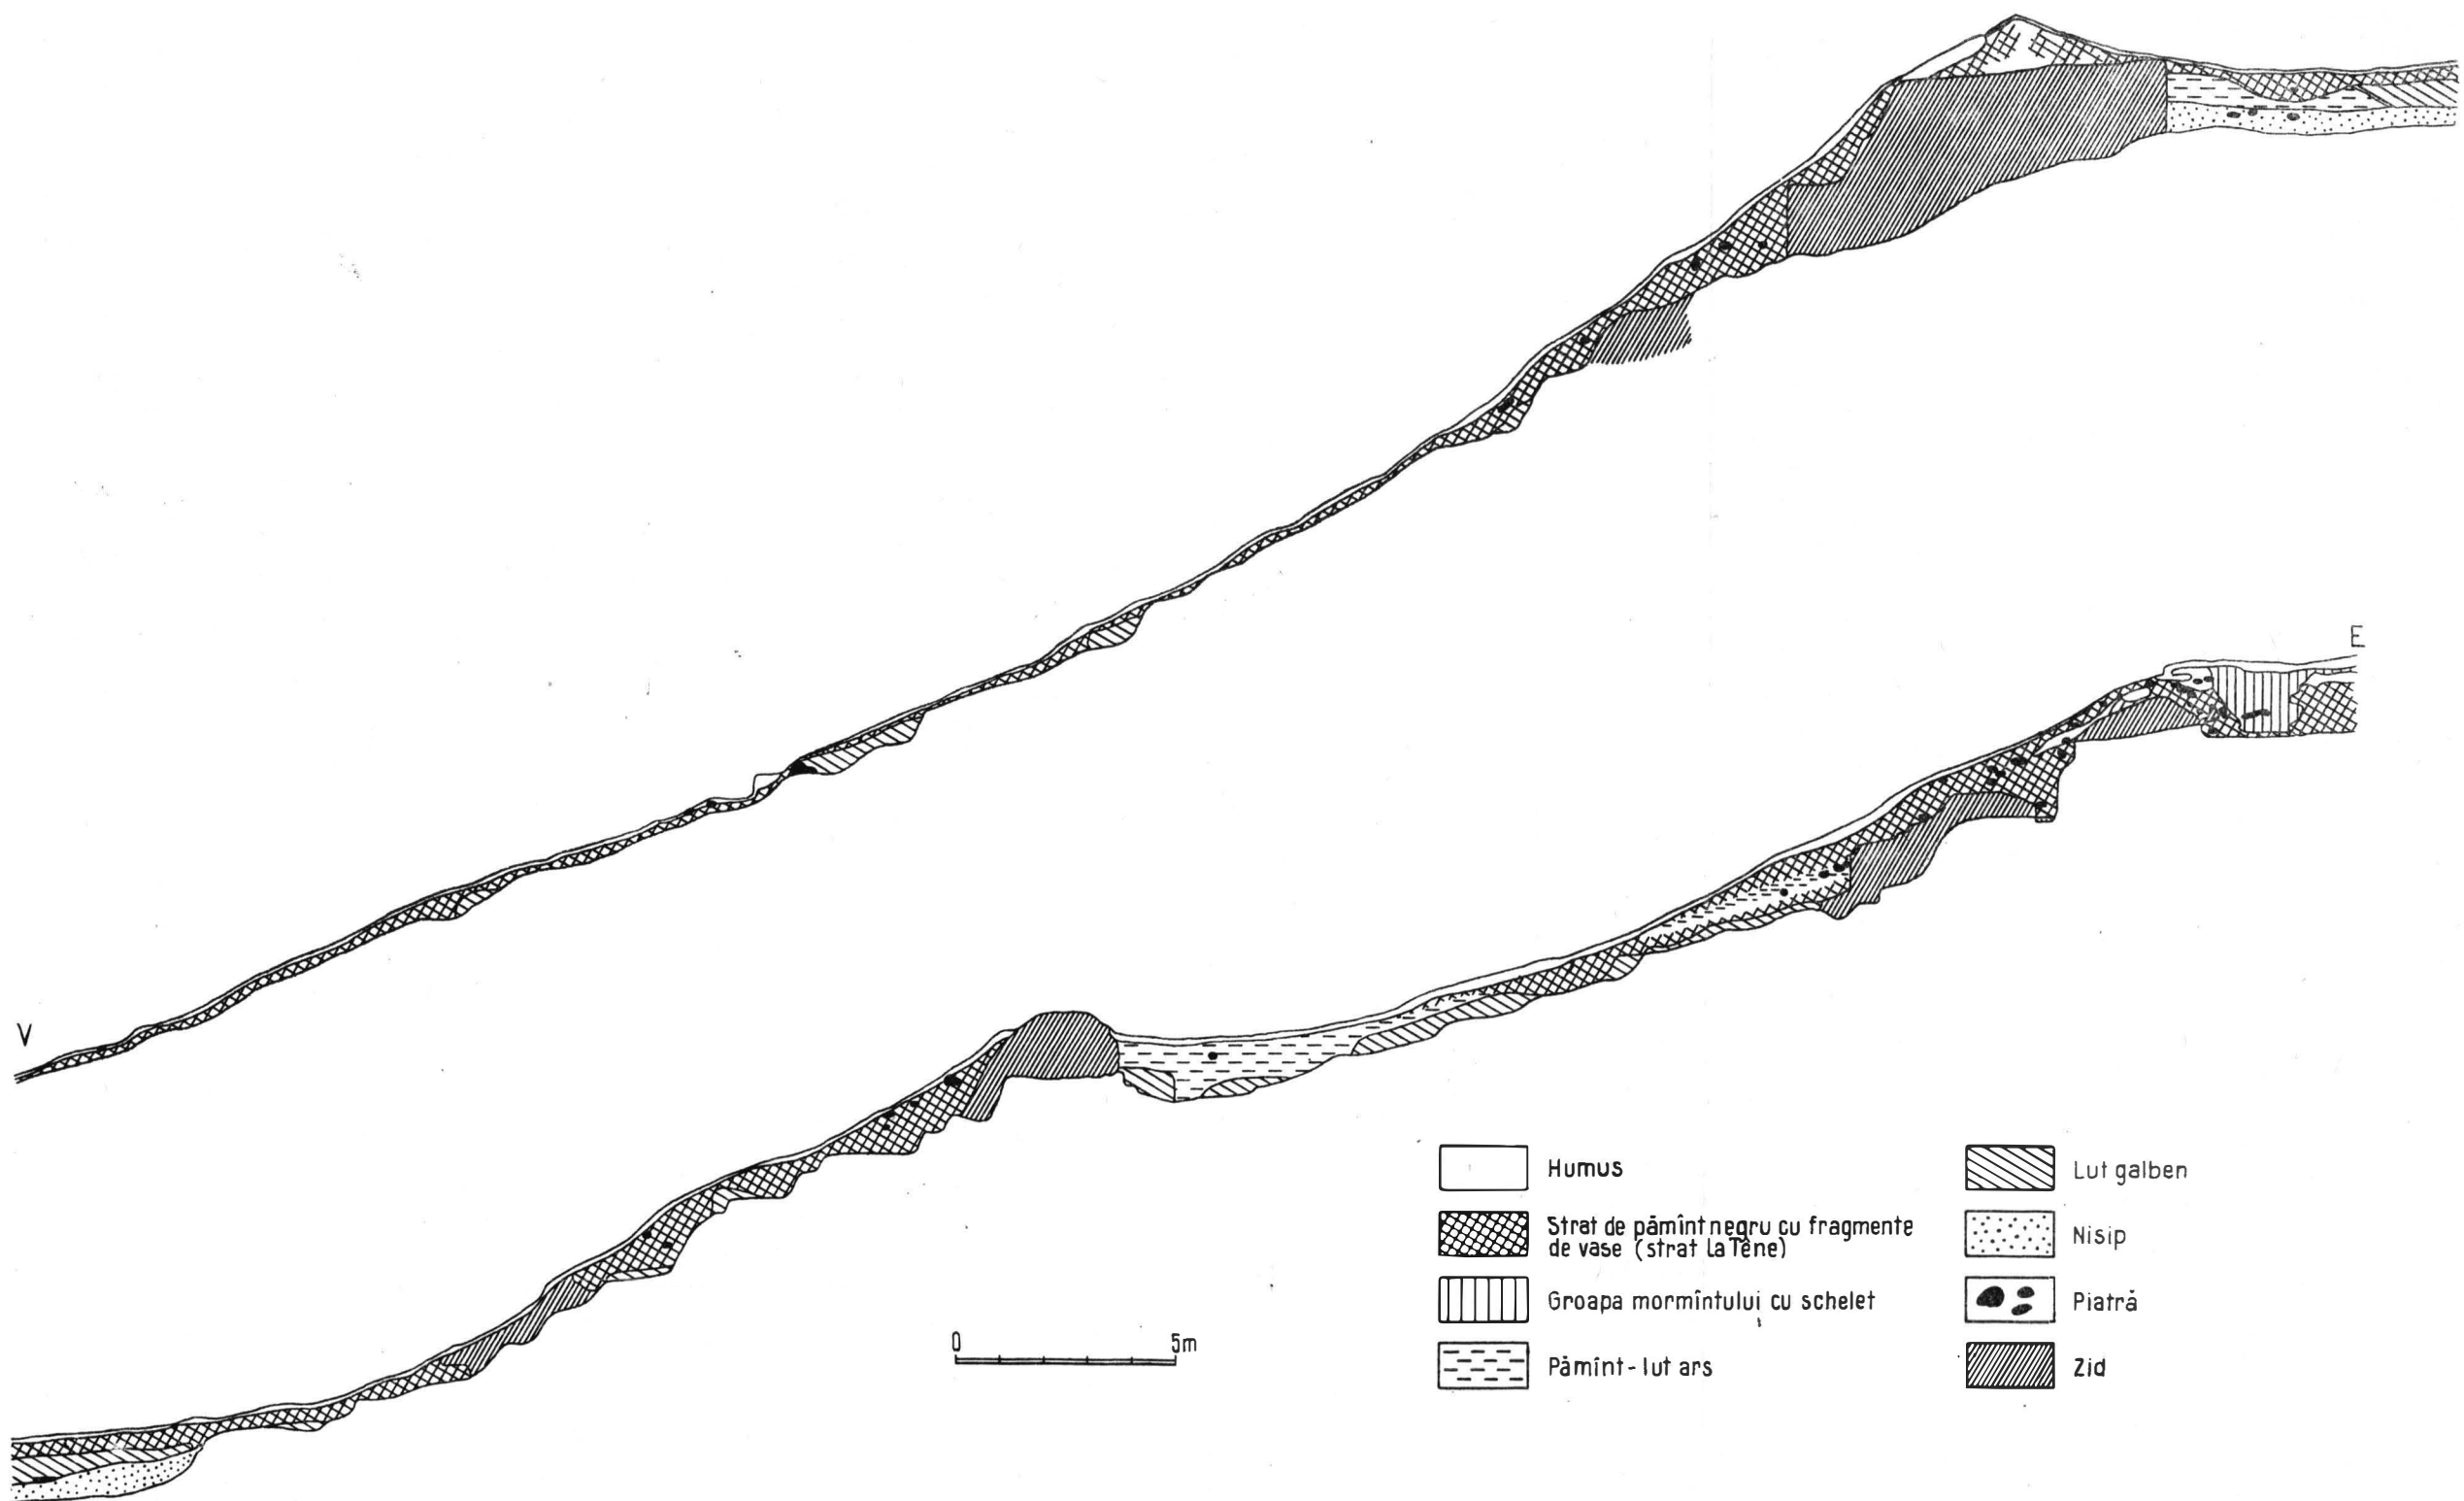 E
V
Humus
Strat de pămînt negru cu fragmente
de vase (strat La Tène)
Groapa mormîntului cu schelet
Pămînt-lut ars
Lut galben
Nisip
Piatră
Zid
0 5m